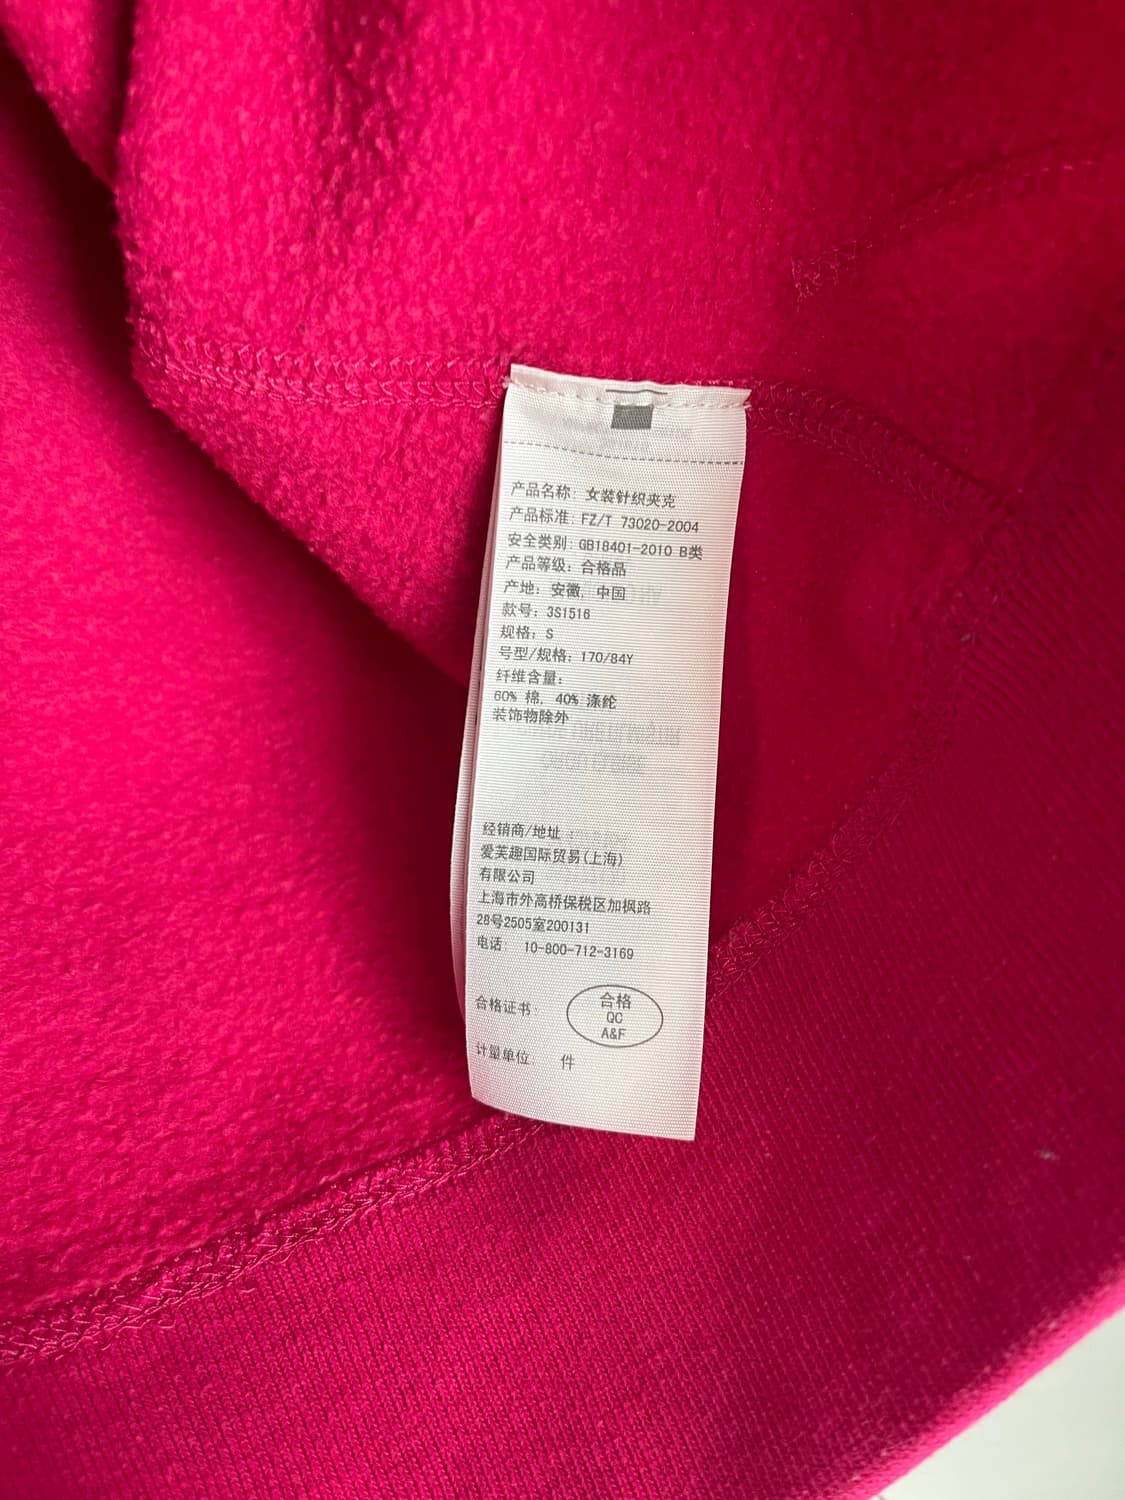 产品名称: 女装针织夹克
产品标准: FZ/T 73020-2004
安全类别: GB18401-2010 B类
产品等级: 合格品
产地: 安徽, 中国
款号: 3S1516
规格: S
号型/规格: 170/84Y
纤维含量:
60% 棉, 40% 涤纶
装饰物除外
经销商/地址 :
爱芙趣国际贸易(上海)
有限公司
上海市外高桥保税区加枫路
28号2505室200131
电话: 10-800-712-3169
合格证书:
合格
QC
A&F
计量单位: 件